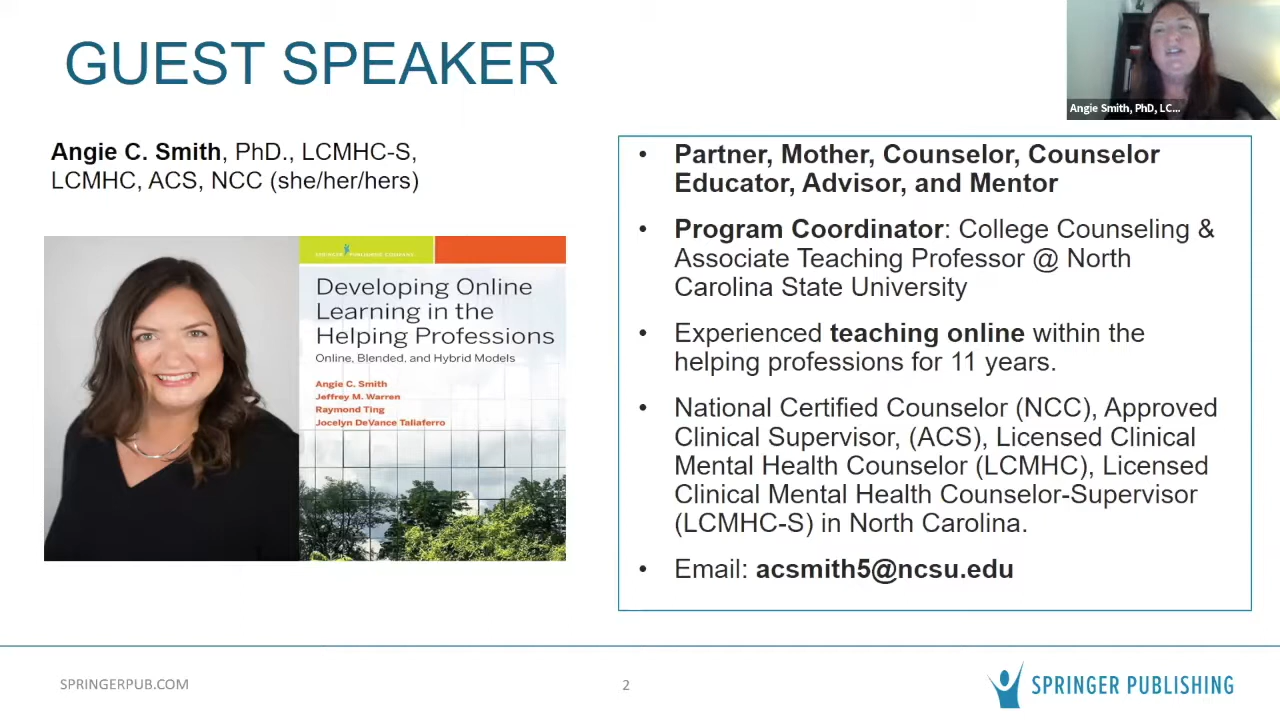 GUEST SPEAKER
Angie Smith, PhD, LC...
Angie C. Smith, PhD., LCMHC-S,
LCMHC, ACS, NCC (she/her/hers)
SPRINGER PUBLISHING COMPANY
Developing Online
Learning in the
Helping Professions
Online, Blended, and Hybrid Models
Angie C. Smith
Jeffrey M. Warren
Raymond Ting
Jocelyn DeVance Taliaferro
• Partner, Mother, Counselor, Counselor
Educator, Advisor, and Mentor
• Program Coordinator: College Counseling &
Associate Teaching Professor @ North
Carolina State University
• Experienced teaching online within the
helping professions for 11 years.
• National Certified Counselor (NCC), Approved
Clinical Supervisor, (ACS), Licensed Clinical
Mental Health Counselor (LCMHC), Licensed
Clinical Mental Health Counselor-Supervisor
(LCMHC-S) in North Carolina.
• Email: acsmith5@ncsu.edu
SPRINGERPUB.COM
2
SPRINGER PUBLISHING